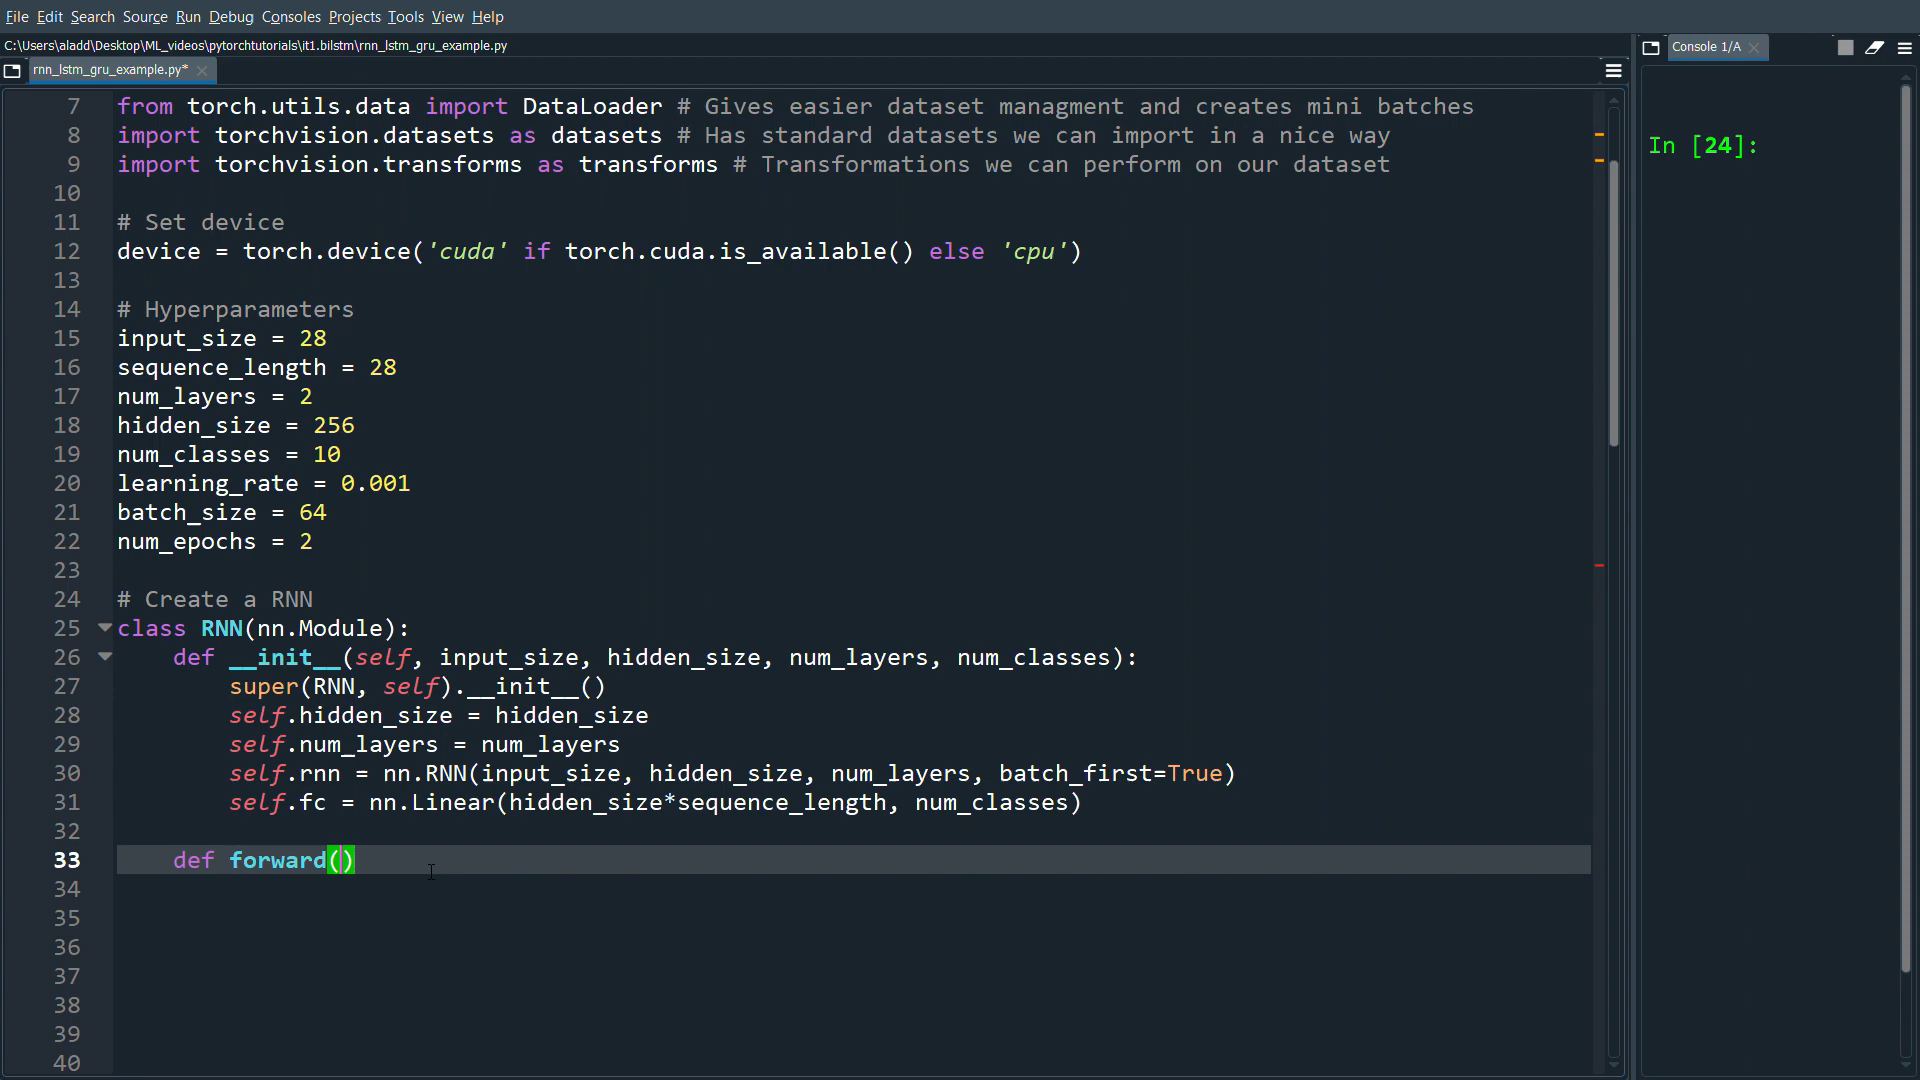 File Edit Search Source Run Debug Consoles Projects Tools View Help
C:\Users\aladd\Desktop\ML_videos\pytorchtutorials\it1.bilstm\rnn_lstm_gru_example.py
rnn_lstm_gru_example.py*
Console 1/A
7 from torch.utils.data import DataLoader # Gives easier dataset managment and creates mini batches
8 import torchvision.datasets as datasets # Has standard datasets we can import in a nice way
9 import torchvision.transforms as transforms # Transformations we can perform on our dataset
10
11 # Set device
12 device = torch.device('cuda' if torch.cuda.is_available() else 'cpu')
13
14 # Hyperparameters
15 input_size = 28
16 sequence_length = 28
17 num_layers = 2
18 hidden_size = 256
19 num_classes = 10
20 learning_rate = 0.001
21 batch_size = 64
22 num_epochs = 2
23
24 # Create a RNN
25 class RNN(nn.Module):
26 def __init__(self, input_size, hidden_size, num_layers, num_classes):
27 super(RNN, self).__init__()
28 self.hidden_size = hidden_size
29 self.num_layers = num_layers
30 self.rnn = nn.RNN(input_size, hidden_size, num_layers, batch_first=True)
31 self.fc = nn.Linear(hidden_size*sequence_length, num_classes)
32
33 def forward()
34
35
36
37
38
39
40
In [24]: